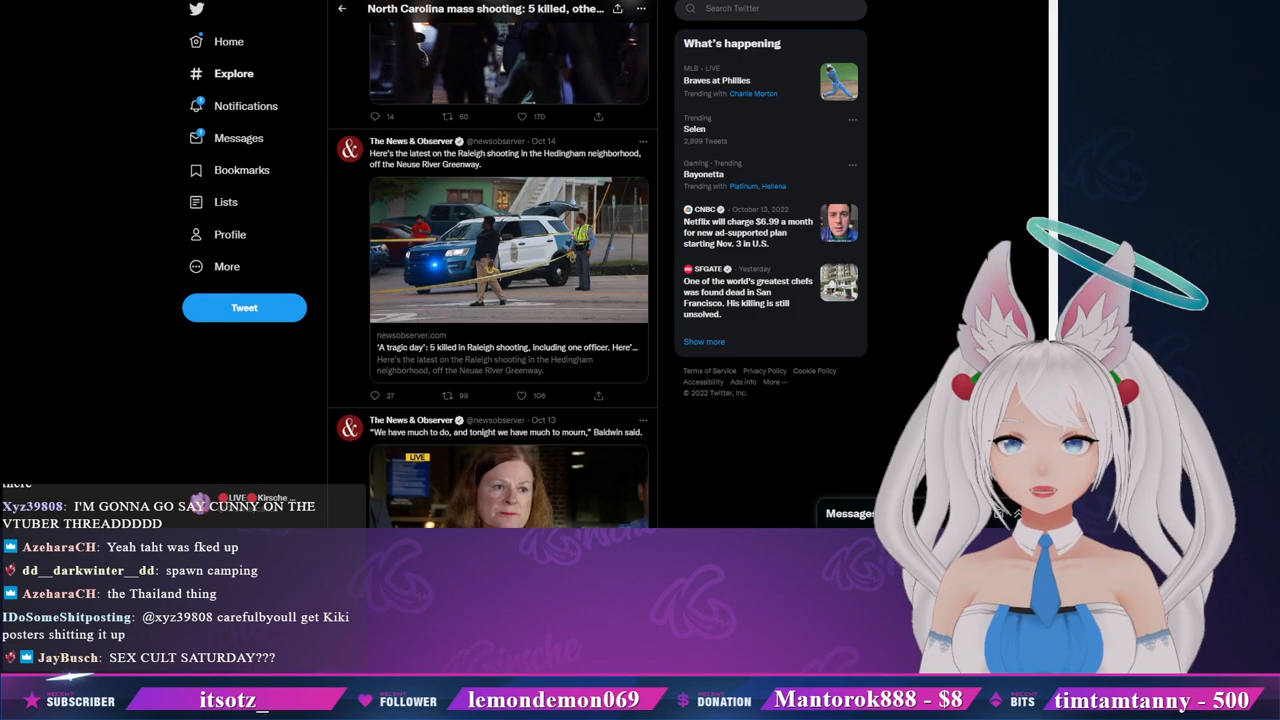 North Carolina mass shooting: 5 killed, othe...
Home
Explore
Notifications
Messages
Bookmarks
Lists
Profile
More
Tweet
14 60 170
The News & Observer @newsobserver · Oct 14
Here's the latest on the Raleigh shooting in the Hedingham neighborhood,
off the Neuse River Greenway.
newsobserver.com
'A tragic day': 5 killed in Raleigh shooting, including one officer. Here'...
Here's the latest on the Raleigh shooting in the Hedingham
neighborhood, off the Neuse River Greenway.
27 99 106
The News & Observer @newsobserver · Oct 13
"We have much to do, and tonight we have much to mourn," Baldwin said.
LIVE
Search Twitter
What's happening
MLB · LIVE
Braves at Phillies
Trending with Charlie Morton
Trending
Selen
2,899 Tweets
Gaming · Trending
Bayonetta
Trending with Platinum, Hellena
CNBC · October 13, 2022
Netflix will charge $6.99 a month
for new ad-supported plan
starting Nov. 3 in U.S.
SFGATE · Yesterday
One of the world's greatest chefs
was found dead in San
Francisco. His killing is still
unsolved.
Show more
Terms of Service Privacy Policy Cookie Policy
Accessibility Ads info More ···
© 2022 Twitter, Inc.
Messages
LIVE Kirsche ...
there
Xyz39808: I'M GONNA GO SAY CUNNY ON THE
VTUBER THREADDDDD
AzeharaCH: Yeah taht was fked up
dd__darkwinter__dd: spawn camping
AzeharaCH: the Thailand thing
IDoSomeShitposting: @xyz39808 carefulbyoull get Kiki
posters shitting it up
JayBusch: SEX CULT SATURDAY???
Kirsche
RECENT
SUBSCRIBER
itsotz_
RECENT
FOLLOWER
lemondemon069
RECENT
DONATION
Mantorok888 - $8
RECENT
BITS
timtamtanny - 500